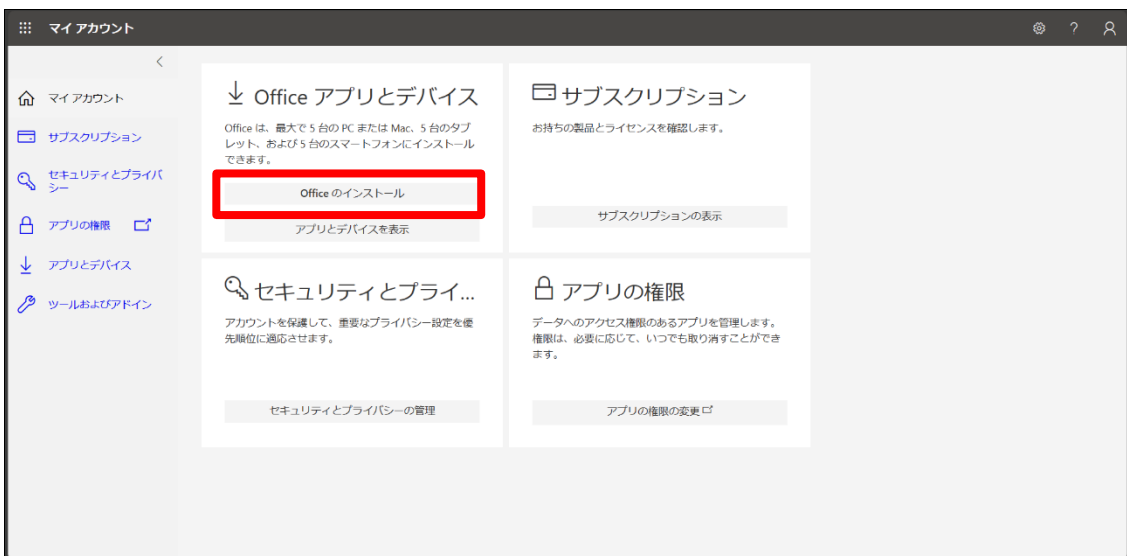 マイ アカウント
?
マイ アカウント
サブスクリプション
セキュリティとプライバ
シー
アプリの権限
アプリとデバイス
ツールおよびアドイン
Office アプリとデバイス
Office は、最大で 5 台の PC または Mac、5 台のタブ
レット、および 5 台のスマートフォンにインストール
できます。
Office のインストール
アプリとデバイスを表示
サブスクリプション
お持ちの製品とライセンスを確認します。
サブスクリプションの表示
セキュリティとプライ...
アカウントを保護して、重要なプライバシー設定を優
先順位に適応させます。
セキュリティとプライバシーの管理
アプリの権限
データへのアクセス権限のあるアプリを管理します。
権限は、必要に応じて、いつでも取り消すことができ
ます。
アプリの権限の変更